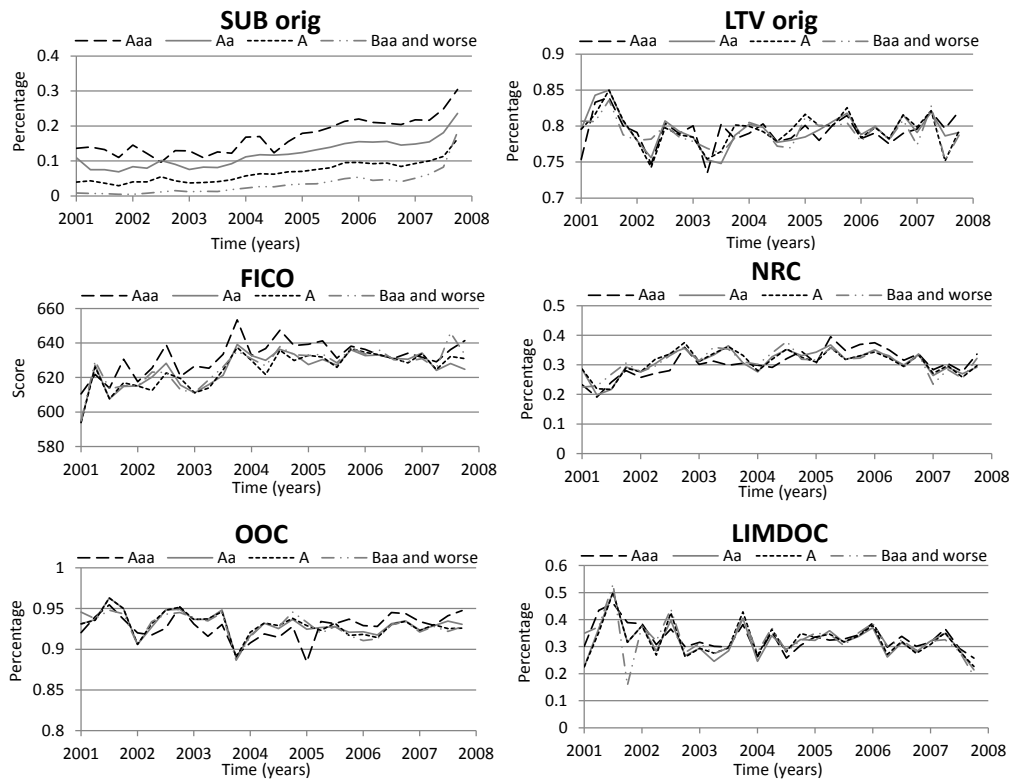 SUB orig
Aaa Aa A Baa and worse
Percentage
0.4
0.3
0.2
0.1
0
2001 2002 2003 2004 2005 2006 2007 2008
Time (years)
LTV orig
Aaa Aa A Baa and worse
Percentage
0.9
0.85
0.8
0.75
0.7
2001 2002 2003 2004 2005 2006 2007 2008
Time (years)
FICO
Aaa Aa A Baa and worse
Score
660
640
620
600
580
2001 2002 2003 2004 2005 2006 2007 2008
Time (years)
NRC
Aaa Aa A Baa and worse
Percentage
0.5
0.4
0.3
0.2
0.1
0
2001 2002 2003 2004 2005 2006 2007 2008
Time (years)
OOC
Aaa Aa A Baa and worse
Percentage
1
0.95
0.9
0.85
0.8
2001 2002 2003 2004 2005 2006 2007 2008
Time (years)
LIMDOC
Aaa Aa A Baa and worse
Percentage
0.6
0.5
0.4
0.3
0.2
0.1
0
2001 2002 2003 2004 2005 2006 2007 2008
Time (years)